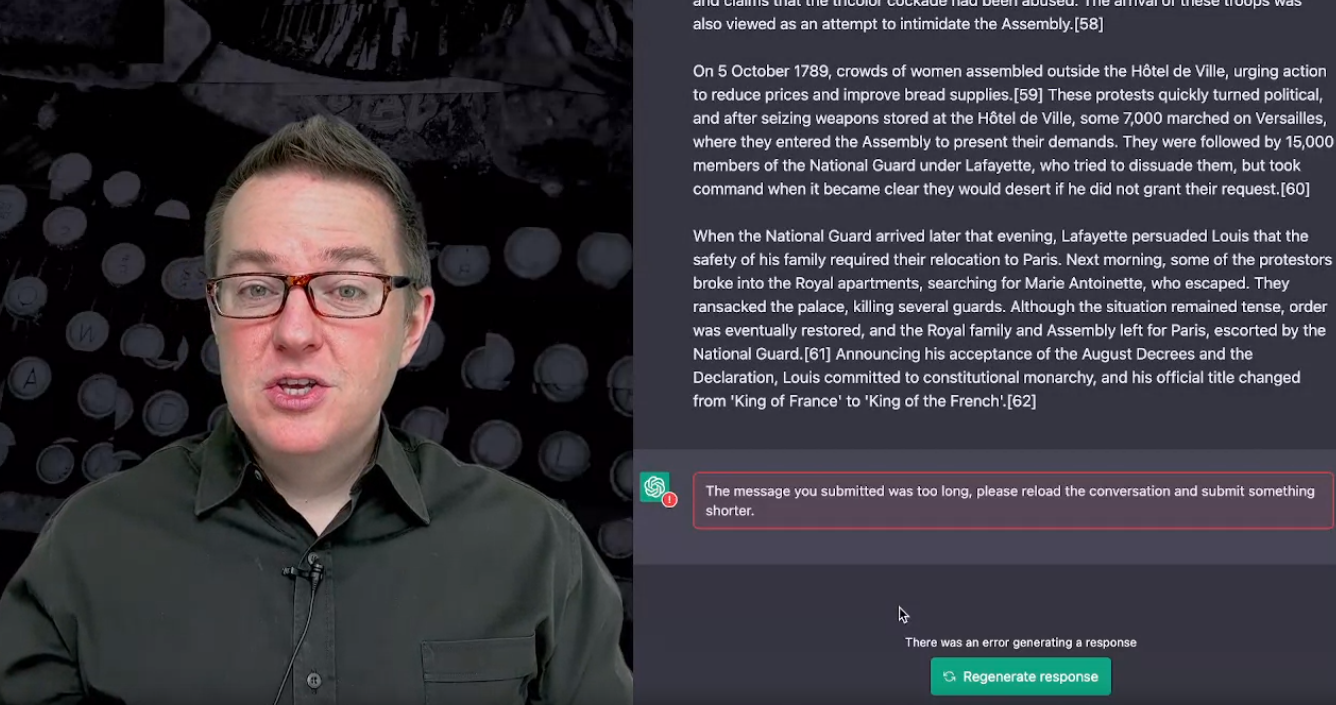 and claims that the tricolor cockade had been abused. The arrival of these troops was
also viewed as an attempt to intimidate the Assembly.[58]
On 5 October 1789, crowds of women assembled outside the Hôtel de Ville, urging action
to reduce prices and improve bread supplies.[59] These protests quickly turned political,
and after seizing weapons stored at the Hôtel de Ville, some 7,000 marched on Versailles,
where they entered the Assembly to present their demands. They were followed by 15,000
members of the National Guard under Lafayette, who tried to dissuade them, but took
command when it became clear they would desert if he did not grant their request.[60]
When the National Guard arrived later that evening, Lafayette persuaded Louis that the
safety of his family required their relocation to Paris. Next morning, some of the protestors
broke into the Royal apartments, searching for Marie Antoinette, who escaped. They
ransacked the palace, killing several guards. Although the situation remained tense, order
was eventually restored, and the Royal family and Assembly left for Paris, escorted by the
National Guard.[61] Announcing his acceptance of the August Decrees and the
Declaration, Louis committed to constitutional monarchy, and his official title changed
from 'King of France' to 'King of the French'.[62]
The message you submitted was too long, please reload the conversation and submit something
shorter.
There was an error generating a response
Regenerate response